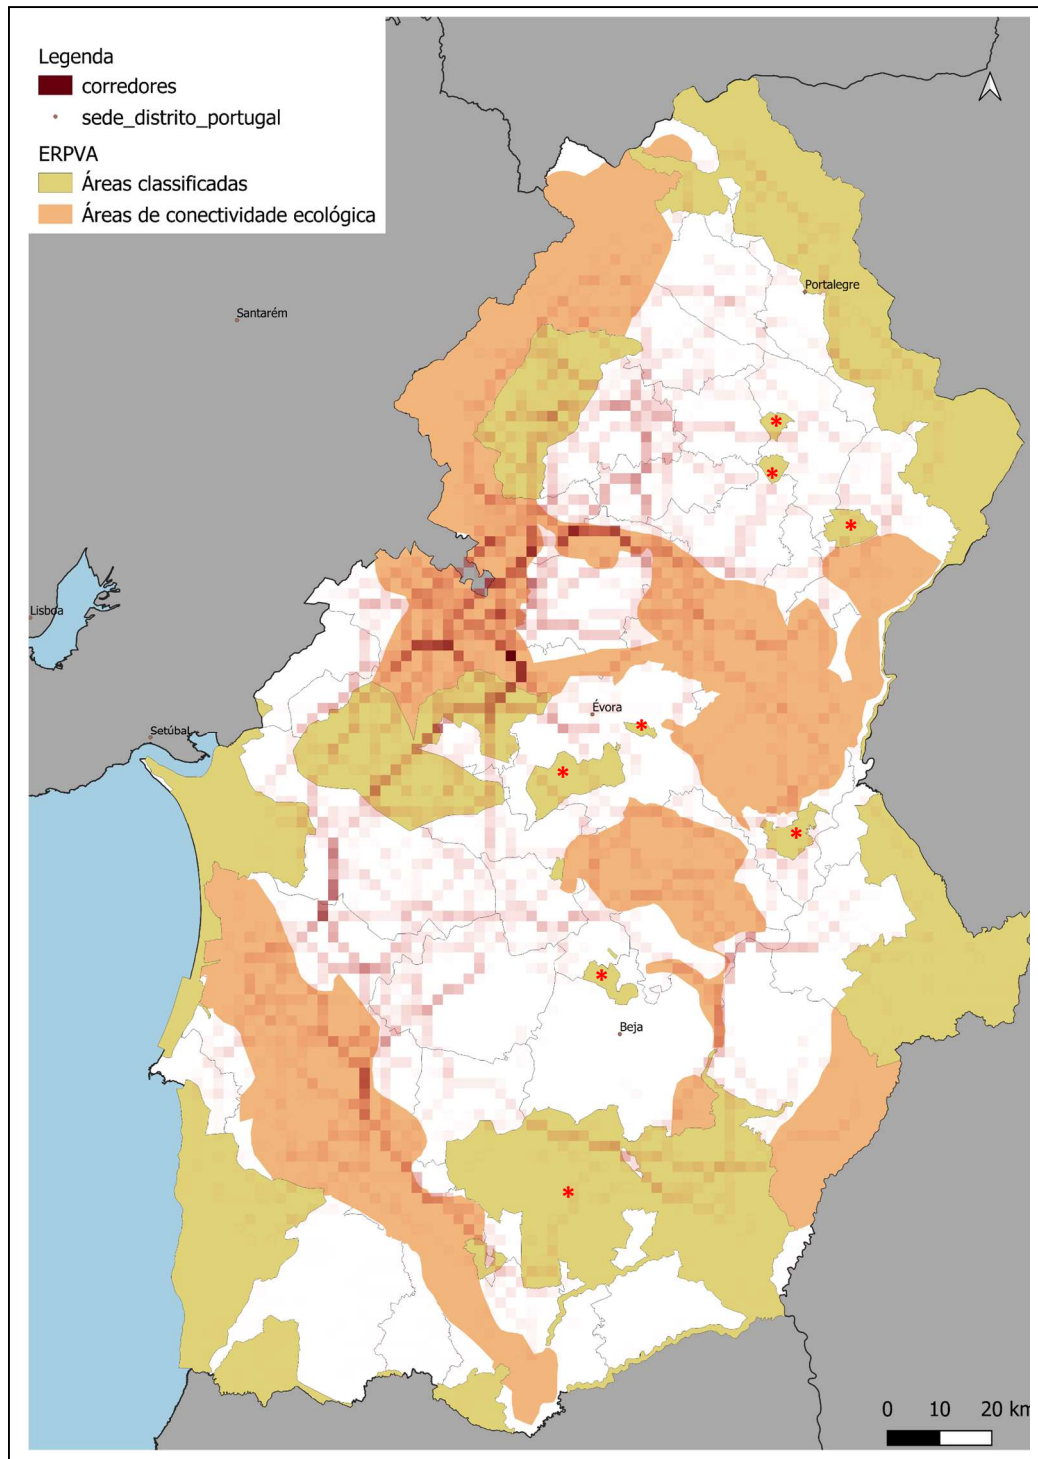 Legenda
corredores
sede_distrito_portugal
ERPVA
Áreas classificadas
Áreas de conectividade ecológica
Portalegre
Santarém
Lisboa
Évora
Setúbal
Beja
0 10 20 km